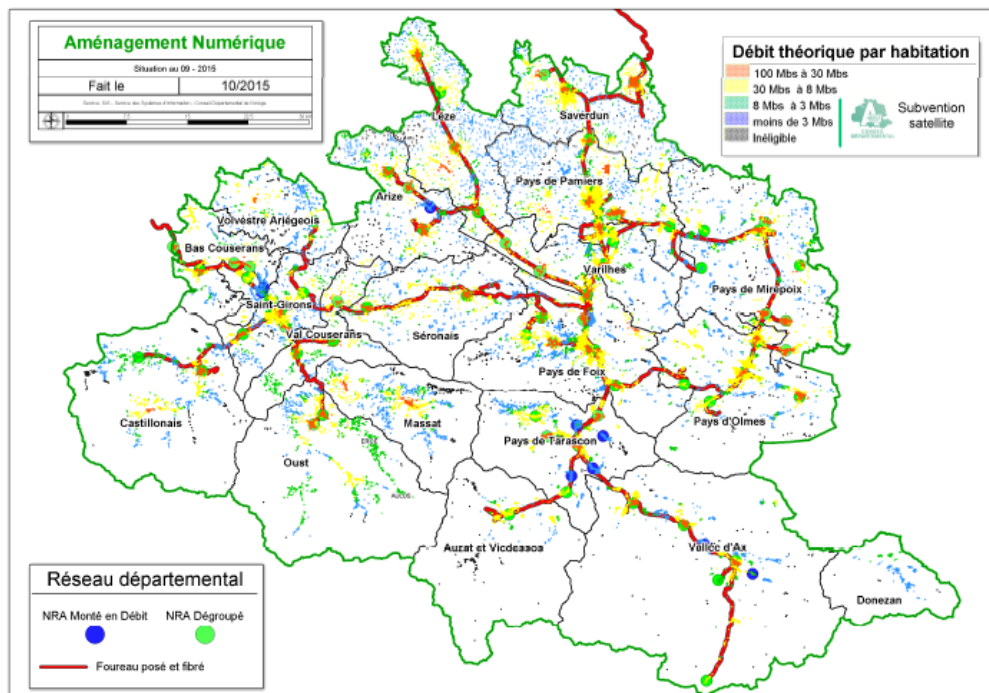 Aménagement Numérique
Situation au 09 - 2015
Fait le 10/2015
Débit théorique par habitation
100 Mbs à 30 Mbs
30 Mbs à 8 Mbs
8 Mbs à 3 Mbs
moins de 3 Mbs
Inéligible
Subvention
satellite
CONSEIL
DÉPARTEMENTAL
Lèze
Saverdun
Pays de Pamiers
Arize
Volvestre Ariégeois
Bas Couserans
Varilhes
Pays de Mirepoix
Saint-Girons
Val Couserans
Séronais
Pays de Foix
Castillonais
Massat
Pays d'Olmes
Pays de Tarascon
Oust
Auzat et
Vallée d'Ax
Donezan
Réseau départemental
NRA Monté en Débit NRA Dégroupé
Foureau posé et fibré